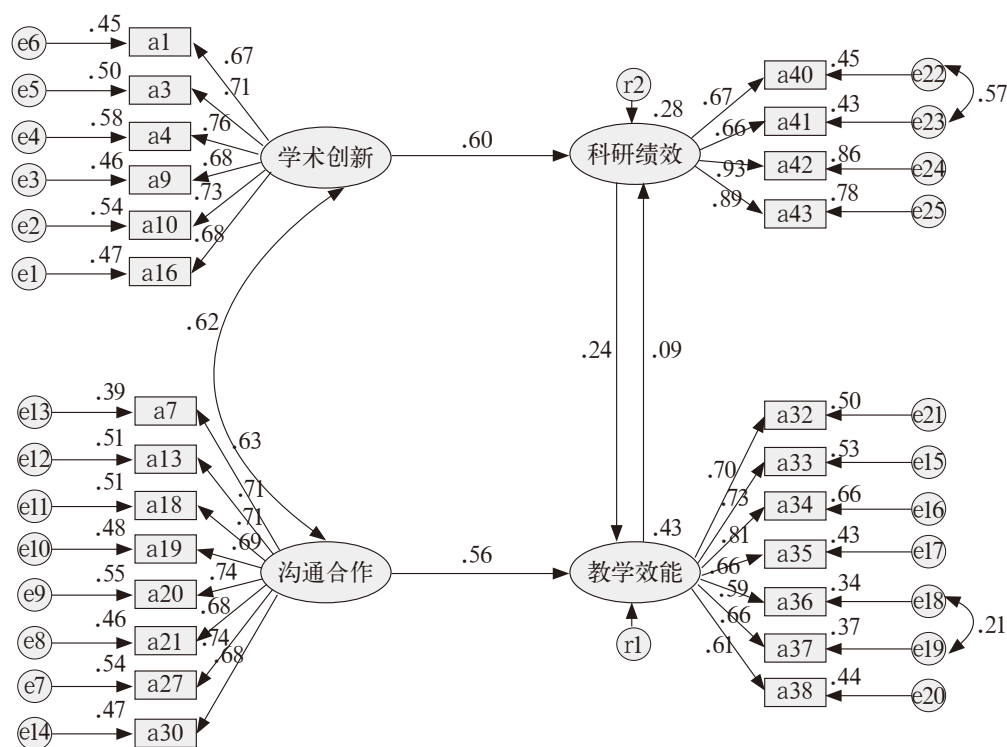 e6 .45 a1 .67
e5 .50 a3 .71
e4 .58 a4 .76
e3 .46 a9 .68
e2 .54 a10 .73
e1 .47 a16 .68
学术创新
.60
r2
科研绩效
.28
.67 a40 .45 e22
.66 a41 .43 e23
.57
.93 a42 .86 e24
.89 a43 .78 e25
.62
.24
.09
e13 .39 a7 .63
e12 .51 a13 .71
e11 .51 a18 .71
e10 .48 a19 .69
e9 .55 a20 .74
e8 .46 a21 .68
e7 .54 a27 .74
e14 .47 a30 .68
沟通合作
.56
教学效能
.43
r1
.70 a32 .50 e21
.73 a33 .53 e15
.81 a34 .66 e16
.66 a35 .43 e17
.59 a36 .34 e18
.66 a37 .37 e19
.21
.61 a38 .44 e20